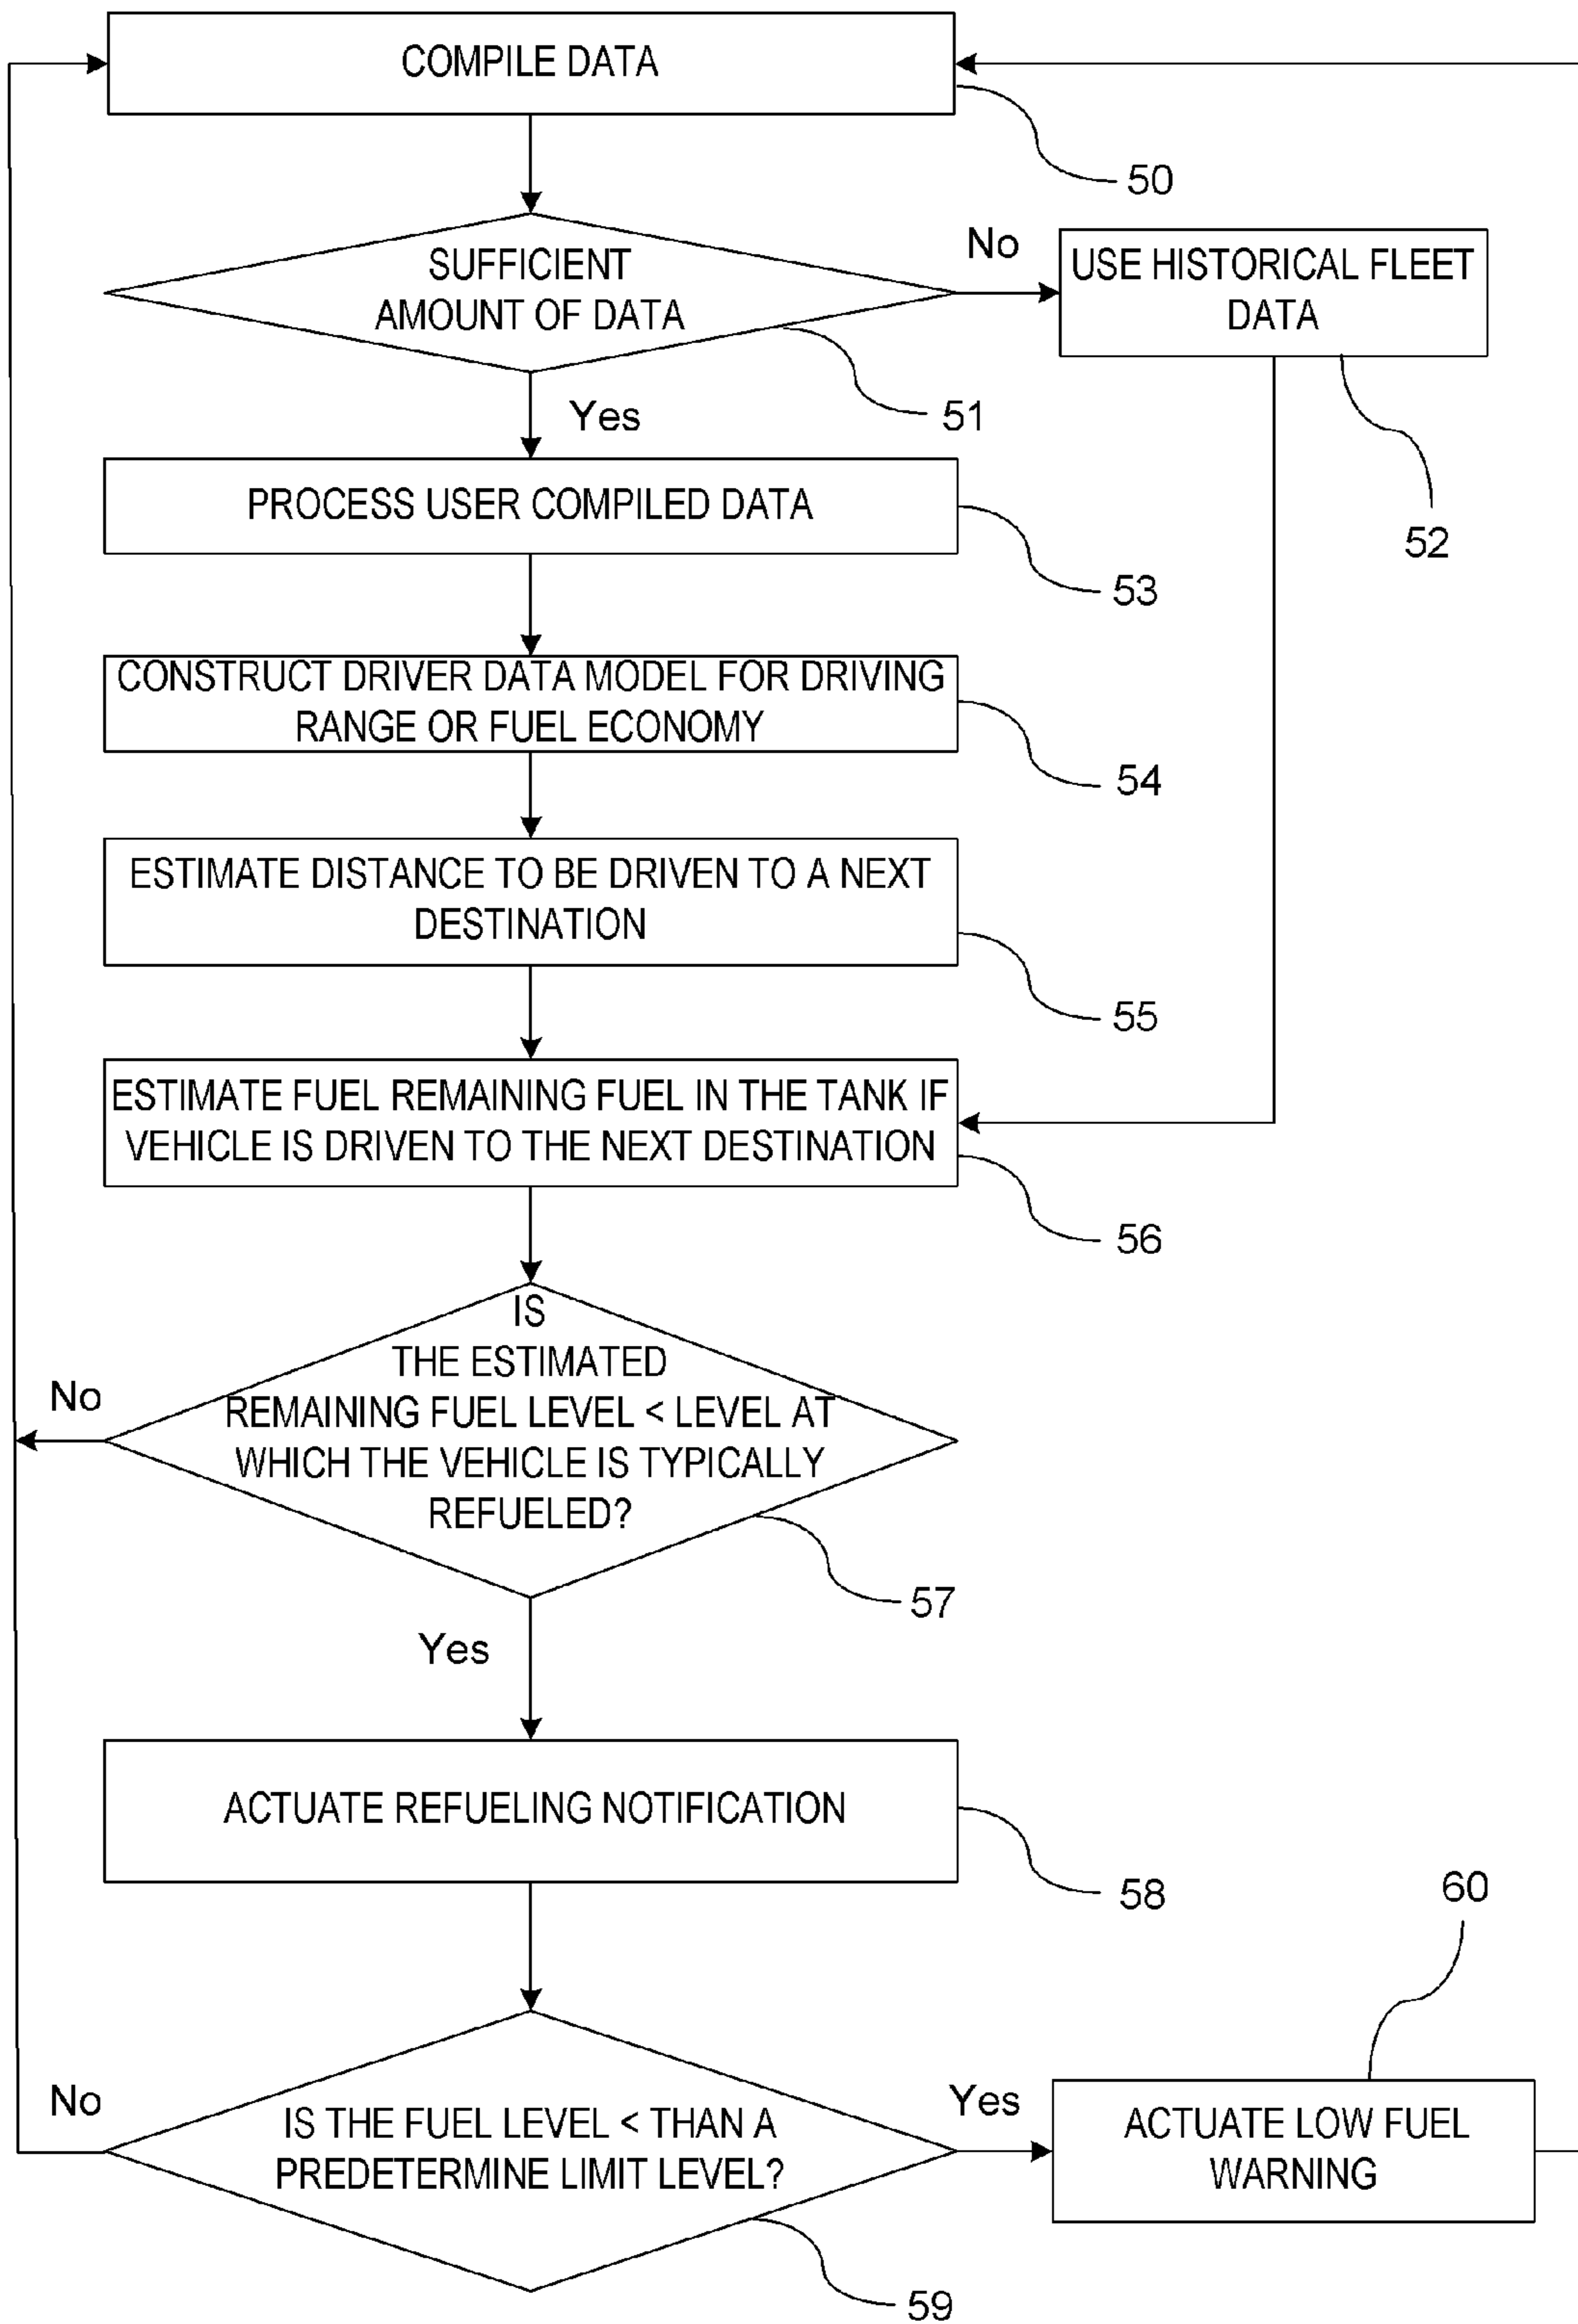 COMPILE DATA
50
SUFFICIENT
AMOUNT OF DATA
No
USE HISTORICAL FLEET
DATA
51
Yes
52
PROCESS USER COMPILED DATA
53
CONSTRUCT DRIVER DATA MODEL FOR DRIVING
RANGE OR FUEL ECONOMY
54
ESTIMATE DISTANCE TO BE DRIVEN TO A NEXT
DESTINATION
55
ESTIMATE FUEL REMAINING FUEL IN THE TANK IF
VEHICLE IS DRIVEN TO THE NEXT DESTINATION
56
IS
THE ESTIMATED
REMAINING FUEL LEVEL < LEVEL AT
WHICH THE VEHICLE IS TYPICALLY
REFUELED?
No
57
Yes
ACTUATE REFUELING NOTIFICATION
58
60
No
IS THE FUEL LEVEL < THAN A
PREDETERMINE LIMIT LEVEL?
Yes
ACTUATE LOW FUEL
WARNING
59